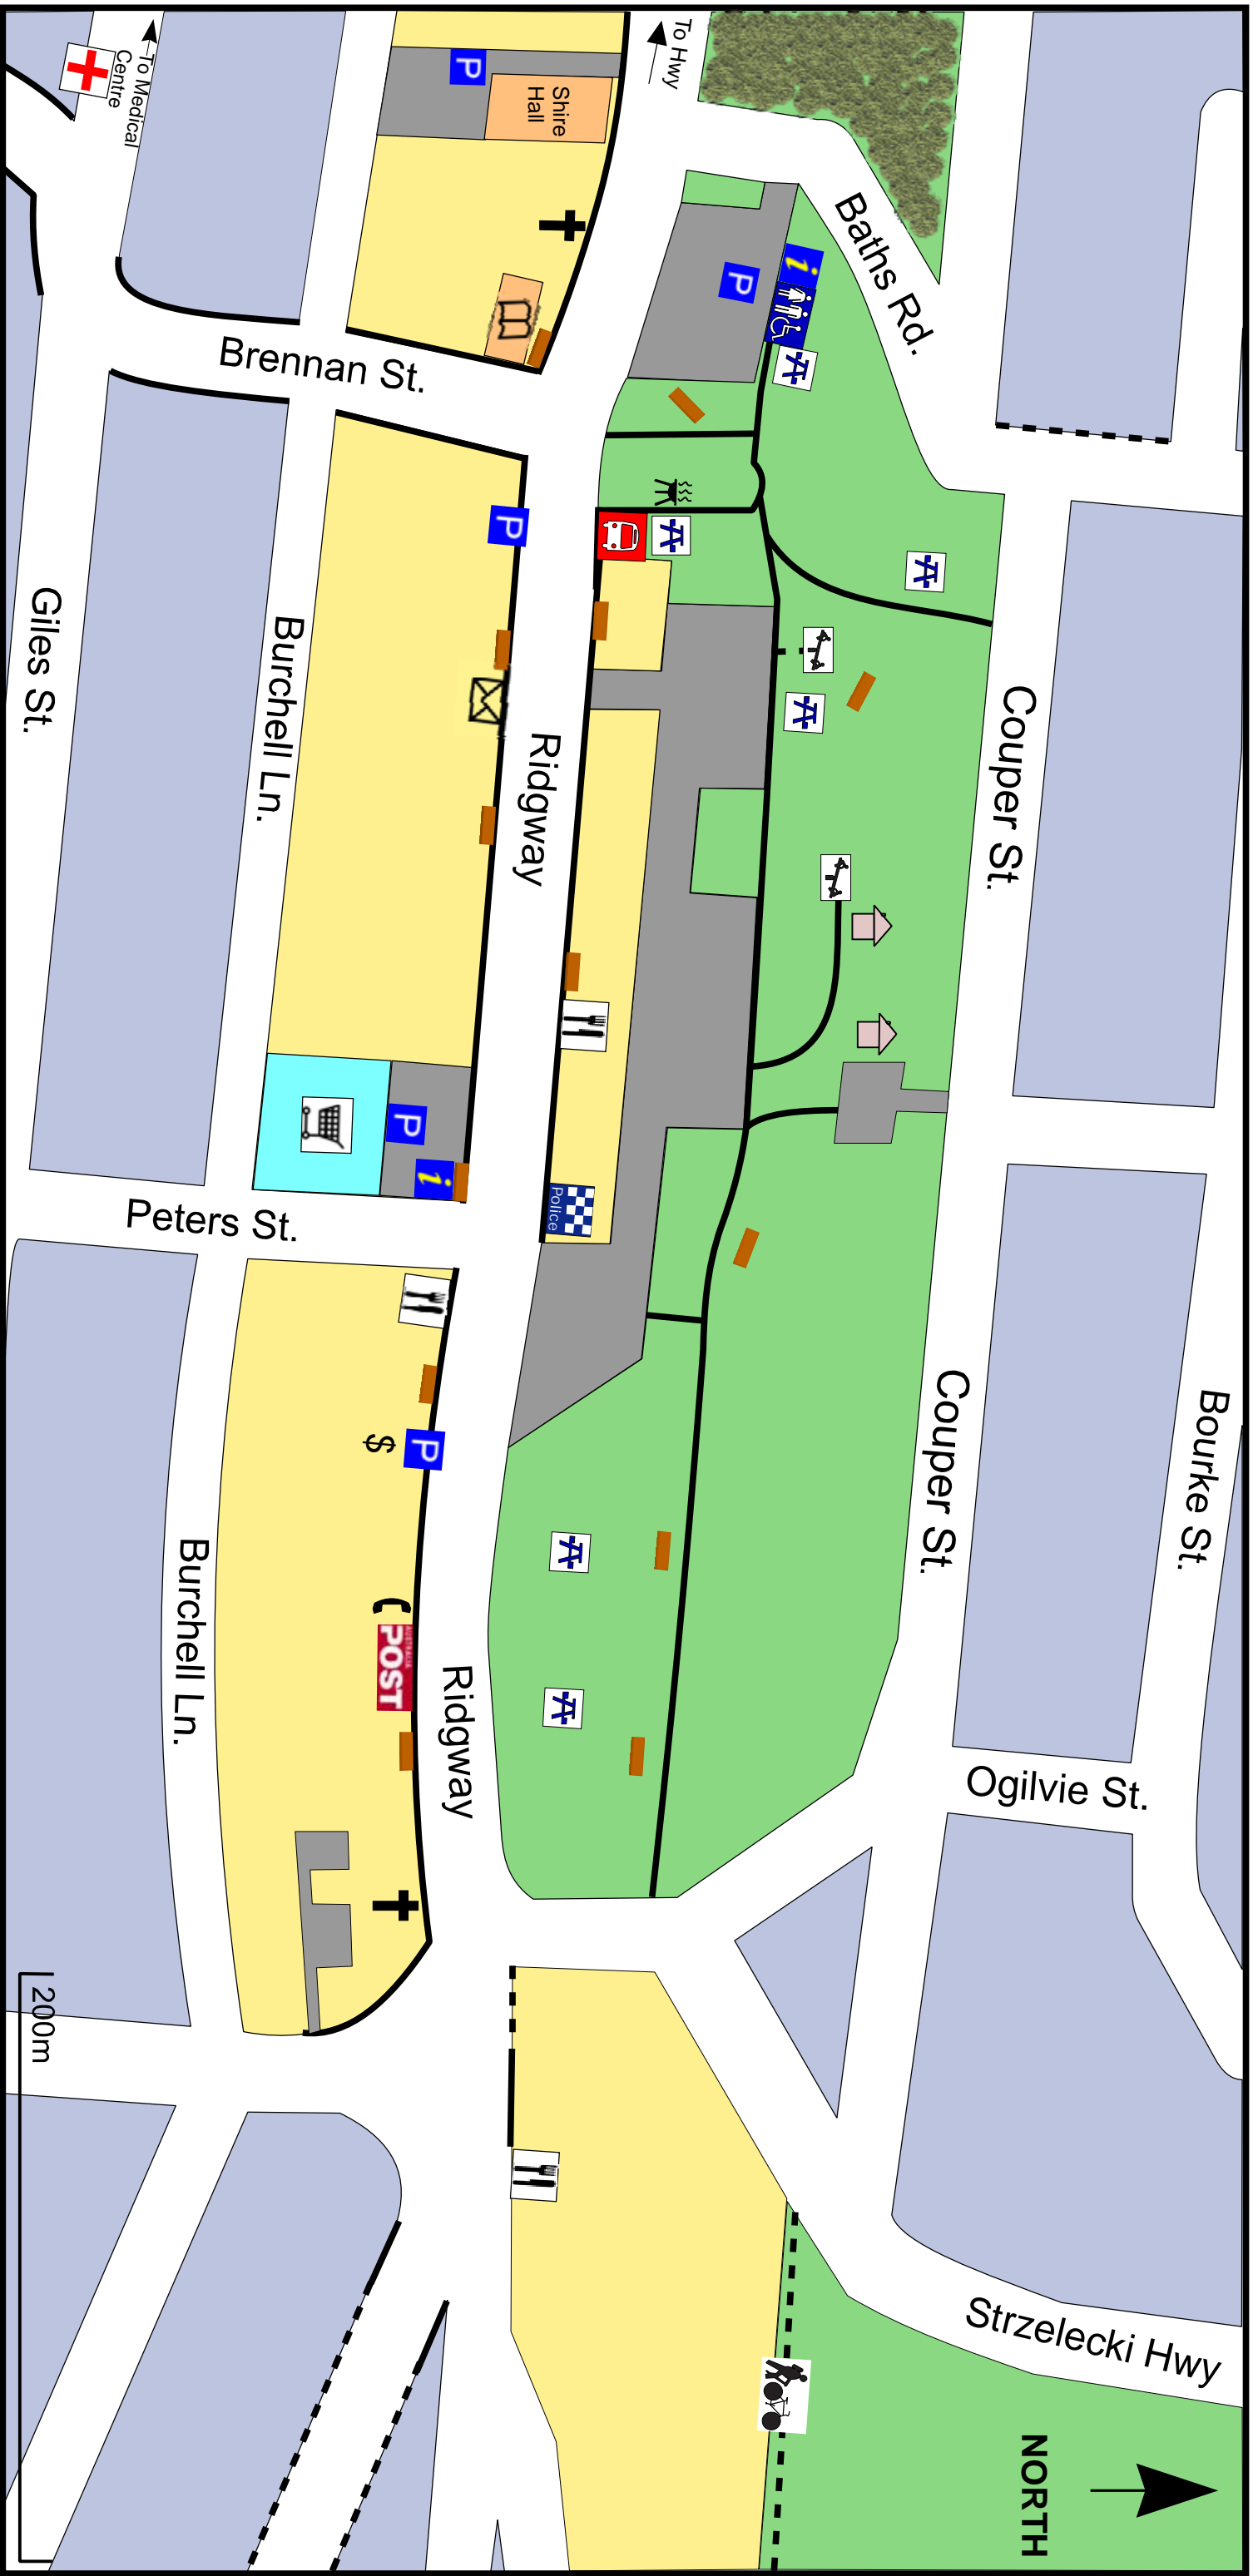 To Medical
Centre
P
Shire
Hall
To Hwy
Baths Rd.
i
P
Brennan St.
P
Giles St.
Burchell Ln.
Ridgway
Couper St.
P
i
Police
Peters St.
P
$
AUSTRALIA
POST
Burchell Ln.
Ridgway
Couper St.
Bourke St.
Ogilvie St.
Strzelecki Hwy
200m
NORTH